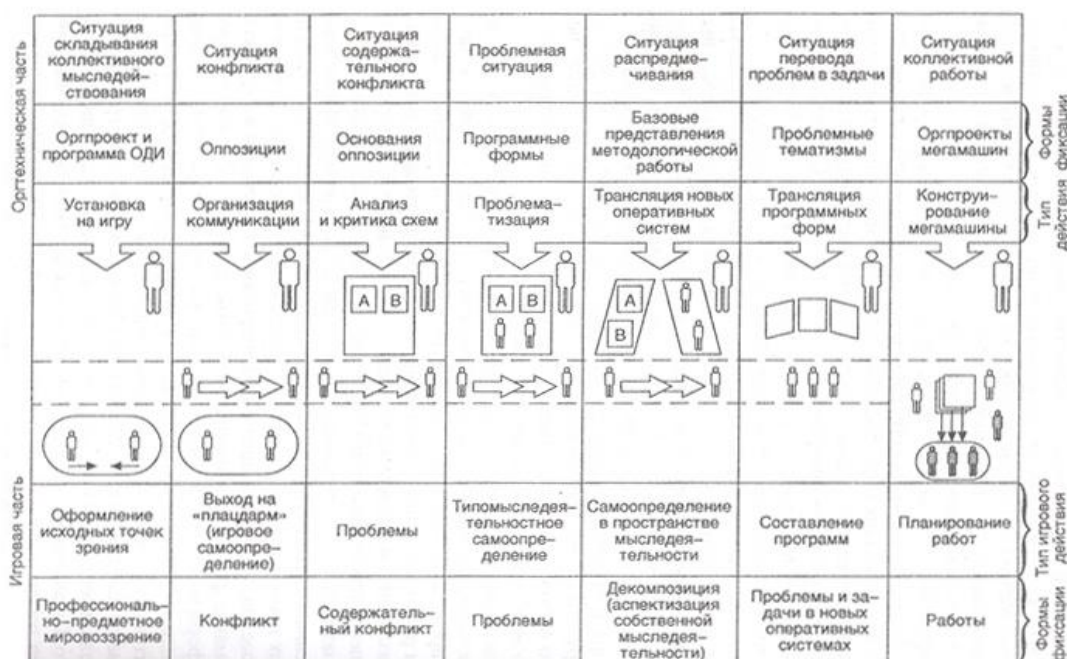 Ситуация
складывания
коллективного
мыследей-
ствования
Ситуация
конфликта
Ситуация
содержа-
тельного
конфликта
Проблемная
ситуация
Ситуация
распредме-
чивания
Ситуация
перевода
проблем в задачи
Ситуация
коллективной
работы
Оргтехническая часть
Оргпроект и
программа ОДИ
Оппозиции
Основания
оппозиции
Программные
формы
Базовые
представления
методологической
работы
Проблемные
тематизмы
Оргпроекты
мегамашин
Формы
фиксации
Установка
на игру
Организация
коммуникации
Анализ
и критика схем
Проблема-
тизация
Трансляция новых
оперативных
систем
Трансляция
программных
форм
Конструи-
рование
мегамашины
Тип
действия
А В
А В
А
В
Игровая часть
Оформление
исходных точек
зрения
Выход на
«плацдарм»
(игровое
самоопре-
деление)
Проблемы
Типомыследея-
тельностное
самоопре-
деление
Самоопределение
в пространстве
мыследея-
тельности
Составление
программ
Планирование
работ
Тип игрового
действия
Профессиональ-
но-предметное
мировоззрение
Конфликт
Содержатель-
ный конфликт
Проблемы
Декомпозиция
(аспектизация
собственной
мыследея-
тельности)
Проблемы и за-
дачи в новых
оперативных
системах
Работы
Формы
фиксации